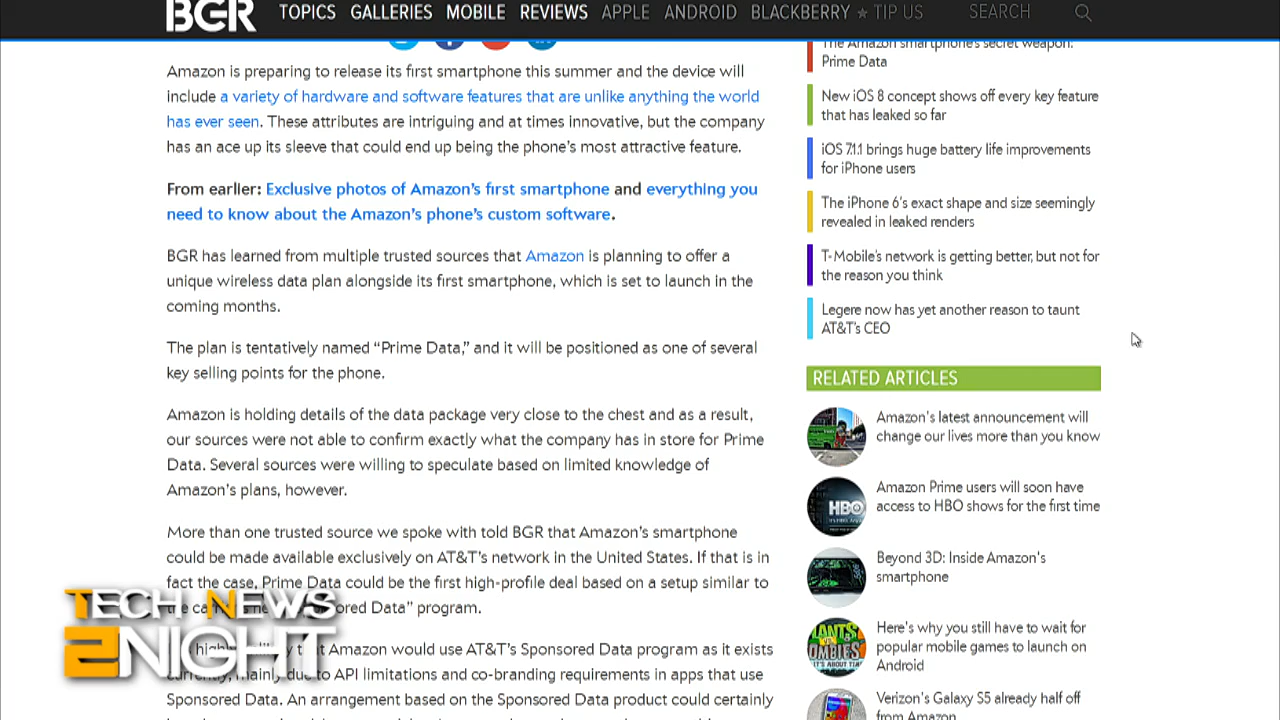 BGR TOPICS GALLERIES MOBILE REVIEWS APPLE ANDROID BLACKBERRY ★ TIP US SEARCH
Amazon is preparing to release its first smartphone this summer and the device will
include a variety of hardware and software features that are unlike anything the world
has ever seen. These attributes are intriguing and at times innovative, but the company
has an ace up its sleeve that could end up being the phone's most attractive feature.
From earlier: Exclusive photos of Amazon's first smartphone and everything you
need to know about the Amazon's phone's custom software.
BGR has learned from multiple trusted sources that Amazon is planning to offer a
unique wireless data plan alongside its first smartphone, which is set to launch in the
coming months.
The plan is tentatively named “Prime Data,” and it will be positioned as one of several
key selling points for the phone.
Amazon is holding details of the data package very close to the chest and as a result,
our sources were not able to confirm exactly what the company has in store for Prime
Data. Several sources were willing to speculate based on limited knowledge of
Amazon's plans, however.
More than one trusted source we spoke with told BGR that Amazon's smartphone
could be made available exclusively on AT&T's network in the United States. If that is in
fact the case, Prime Data could be the first high-profile deal based on a setup similar to
the Data” program.
that Amazon would use AT&T's Sponsored Data program as it exists
currently, mainly due to API limitations and co-branding requirements in apps that use
Sponsored Data. An arrangement based on the Sponsored Data product could certainly
The Amazon smartphone's secret weapon:
Prime Data
New iOS 8 concept shows off every key feature
that has leaked so far
iOS 7.1.1 brings huge battery life improvements
for iPhone users
The iPhone 6's exact shape and size seemingly
revealed in leaked renders
T-Mobile's network is getting better, but not for
the reason you think
Legere now has yet another reason to taunt
AT&T's CEO
RELATED ARTICLES
Amazon's latest announcement will
change our lives more than you know
HBO
Amazon Prime users will soon have
access to HBO shows for the first time
Beyond 3D: Inside Amazon's
smartphone
Here's why you still have to wait for
popular mobile games to launch on
Android
Verizon's Galaxy S5 already half off
from Amazon
TECH NEWS
2NIGHT